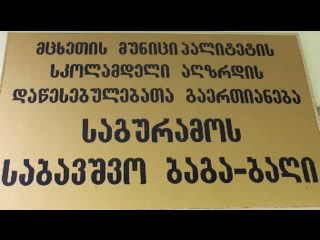 მცხეთის მუნიციპალიტეტის
სკოლამდელი აღზრდის
დაწესებულებათა გაერთიანება
საგურამოს
საბავშვო ბაგა-ბაღი